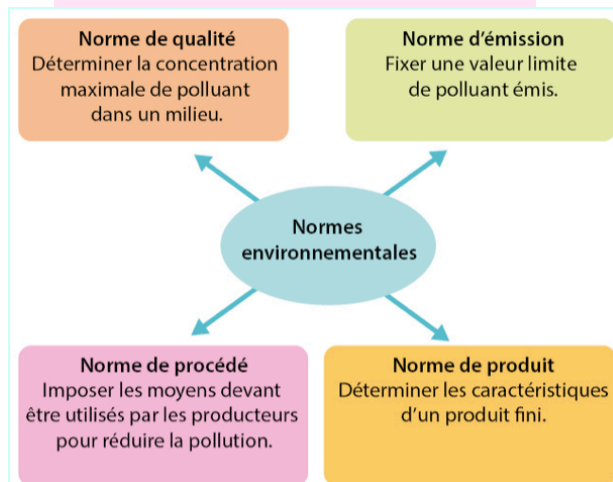 Norme de qualité
Déterminer la concentration
maximale de polluant
dans un milieu.
Norme d'émission
Fixer une valeur limite
de polluant émis.
Normes
environnementales
Norme de procédé
Imposer les moyens devant
être utilisés par les producteurs
pour réduire la pollution.
Norme de produit
Déterminer les caractéristiques
d'un produit fini.